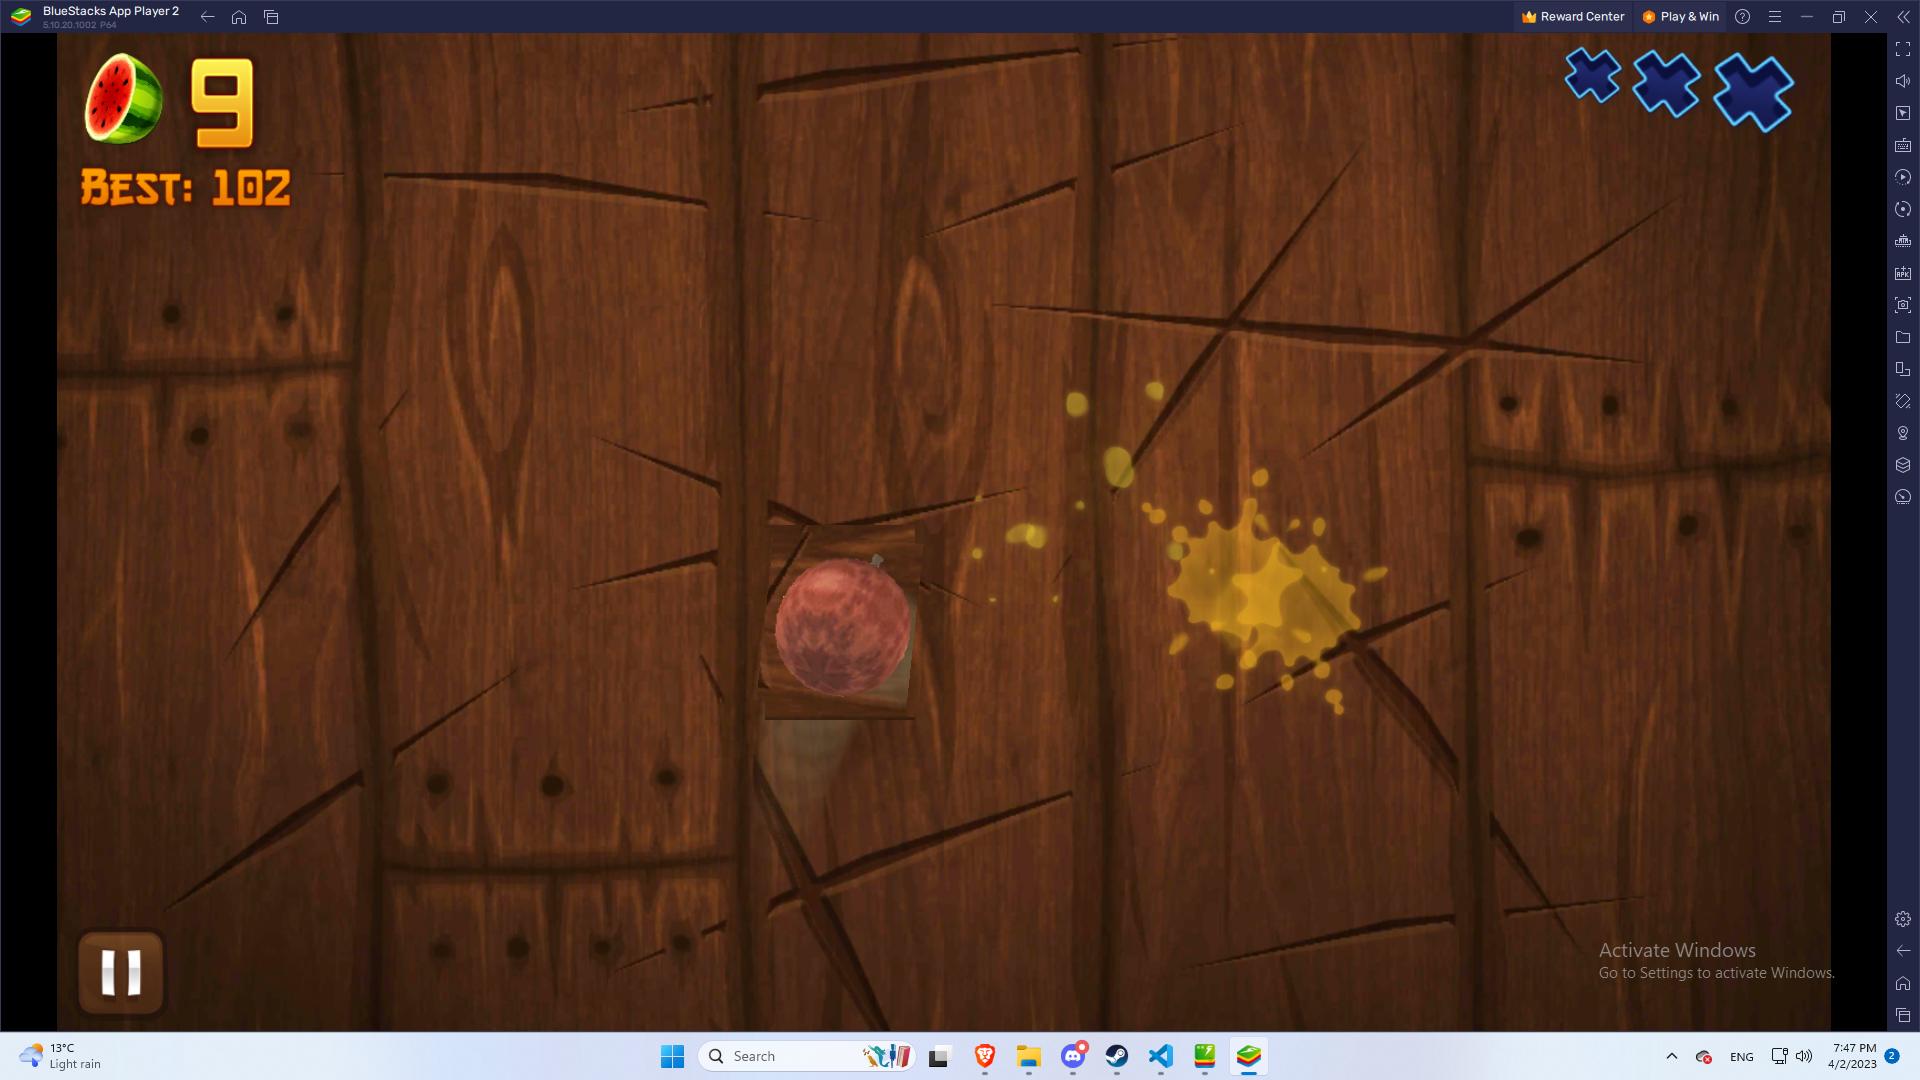 BlueStacks App Player 2
5.10.20.1002 P64
Reward Center
Play & Win
9
BEST: 102
Activate Windows
Go to Settings to activate Windows.
13°C
Light rain
Search
ENG
7:47 PM
4/2/2023
2